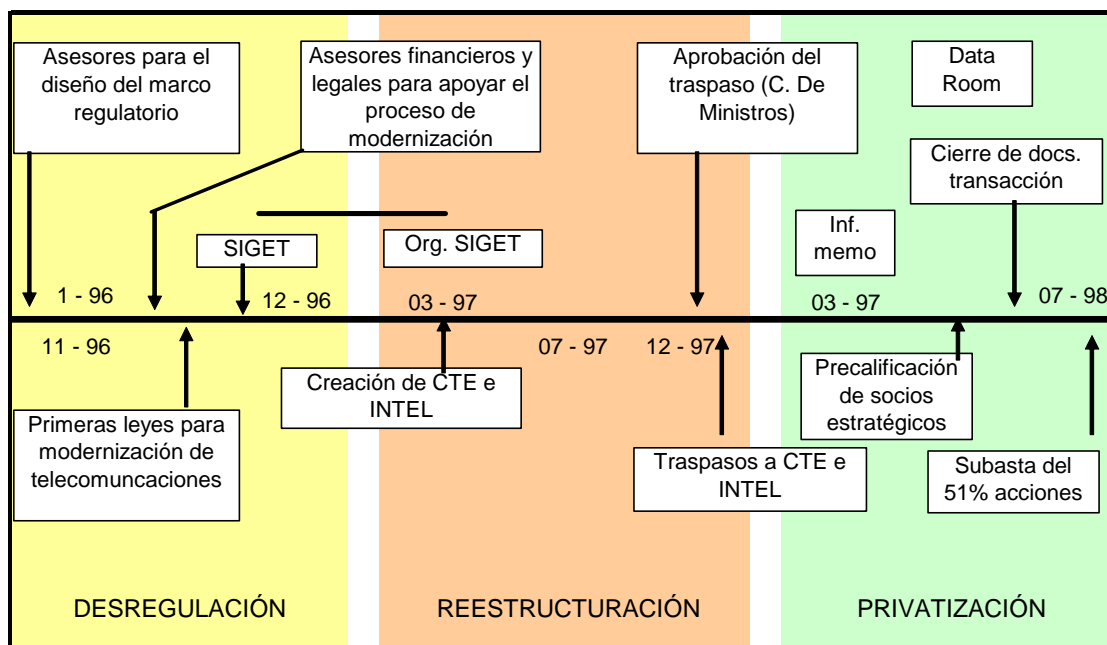 Asesores para el
diseño del marco
regulatorio
Asesores financieros y
legales para apoyar el
proceso de
modernización
Aprobación del
traspaso (C. De
Ministros)
Data
Room
Cierre de docs.
transacción
SIGET
Org. SIGET
Inf.
memo
1 - 96
12 - 96
03 - 97
03 - 97
07 - 98
11 - 96
07 - 97
12 - 97
Creación de CTE e
INTEL
Precalificación
de socios
estratégicos
Primeras leyes para
modernización de
telecomuncaciones
Traspasos a CTE e
INTEL
Subasta del
51% acciones
DESREGULACIÓN
REESTRUCTURACIÓN
PRIVATIZACIÓN